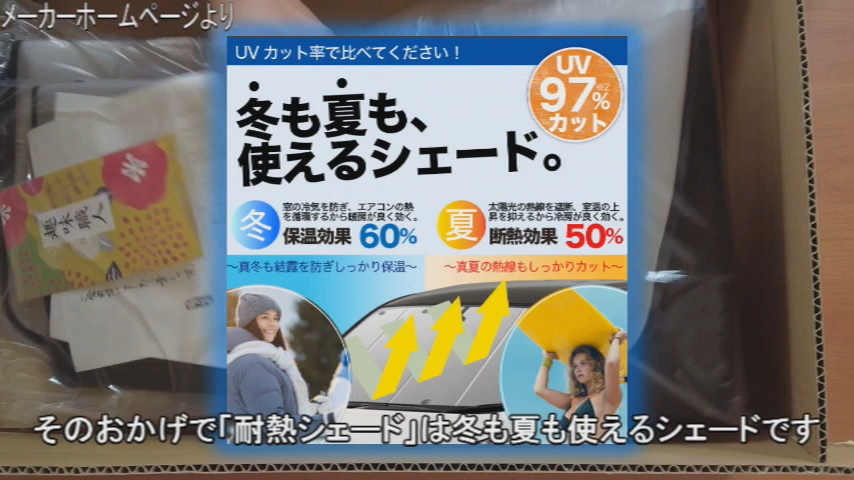 メーカーホームページより
UVカット率で比べてください！
UV
97%
※2
カット
冬も夏も、
使えるシェード。
冬
窓の冷気を防ぎ、エアコンの熱
を循環するから暖房が良く効く。
保温効果 60%
夏
太陽光の熱線を遮断、室温の上
昇を抑えるから冷房が良く効く。
断熱効果 50%
～真冬も結露を防ぎしっかり保温～
～真夏の熱線もしっかりカット～
趣味職人
そのおかげで「耐熱シェード」は冬も夏も使えるシェードです